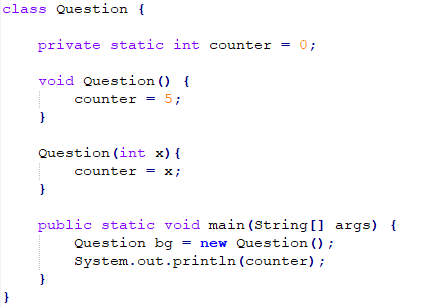 class Question {
private static int counter = 0;
void Question() {
counter = 5;
}
Question(int x){
counter = x;
}
public static void main(String[] args) {
Question bg = new Question();
System.out.println(counter);
}
}